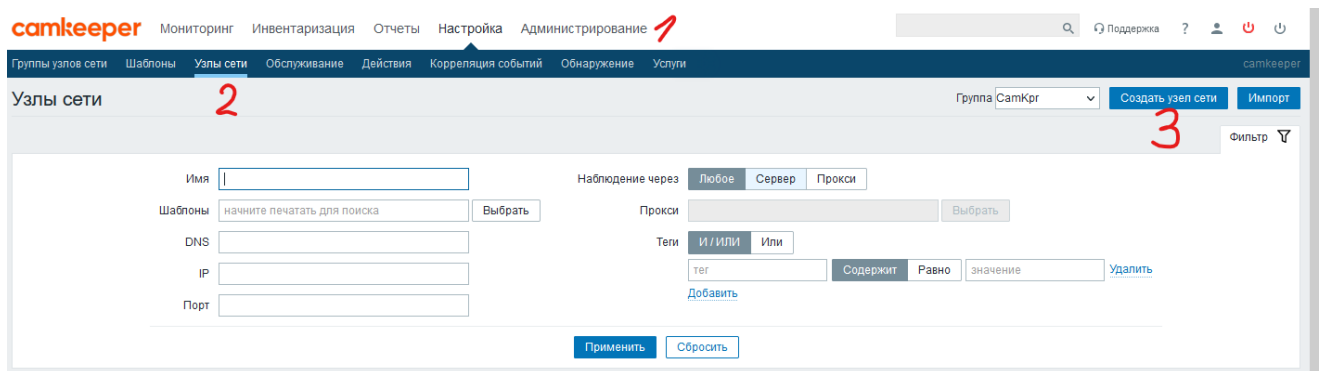 camkeeper Мониторинг Инвентаризация Отчеты Настройка Администрирование 1 Поддержка ?
Группы узлов сети Шаблоны Узлы сети Обслуживание Действия Корреляция событий Обнаружение Услуги camkeeper
Узлы сети 2 Группа CamKpr Создать узел сети Импорт
3 Фильтр
Имя Наблюдение через Любое Сервер Прокси
Шаблоны начните печатать для поиска Выбрать Прокси Выбрать
DNS Теги И / ИЛИ Или
IP тег Содержит Равно значение Удалить
Добавить
Порт
Применить Сбросить